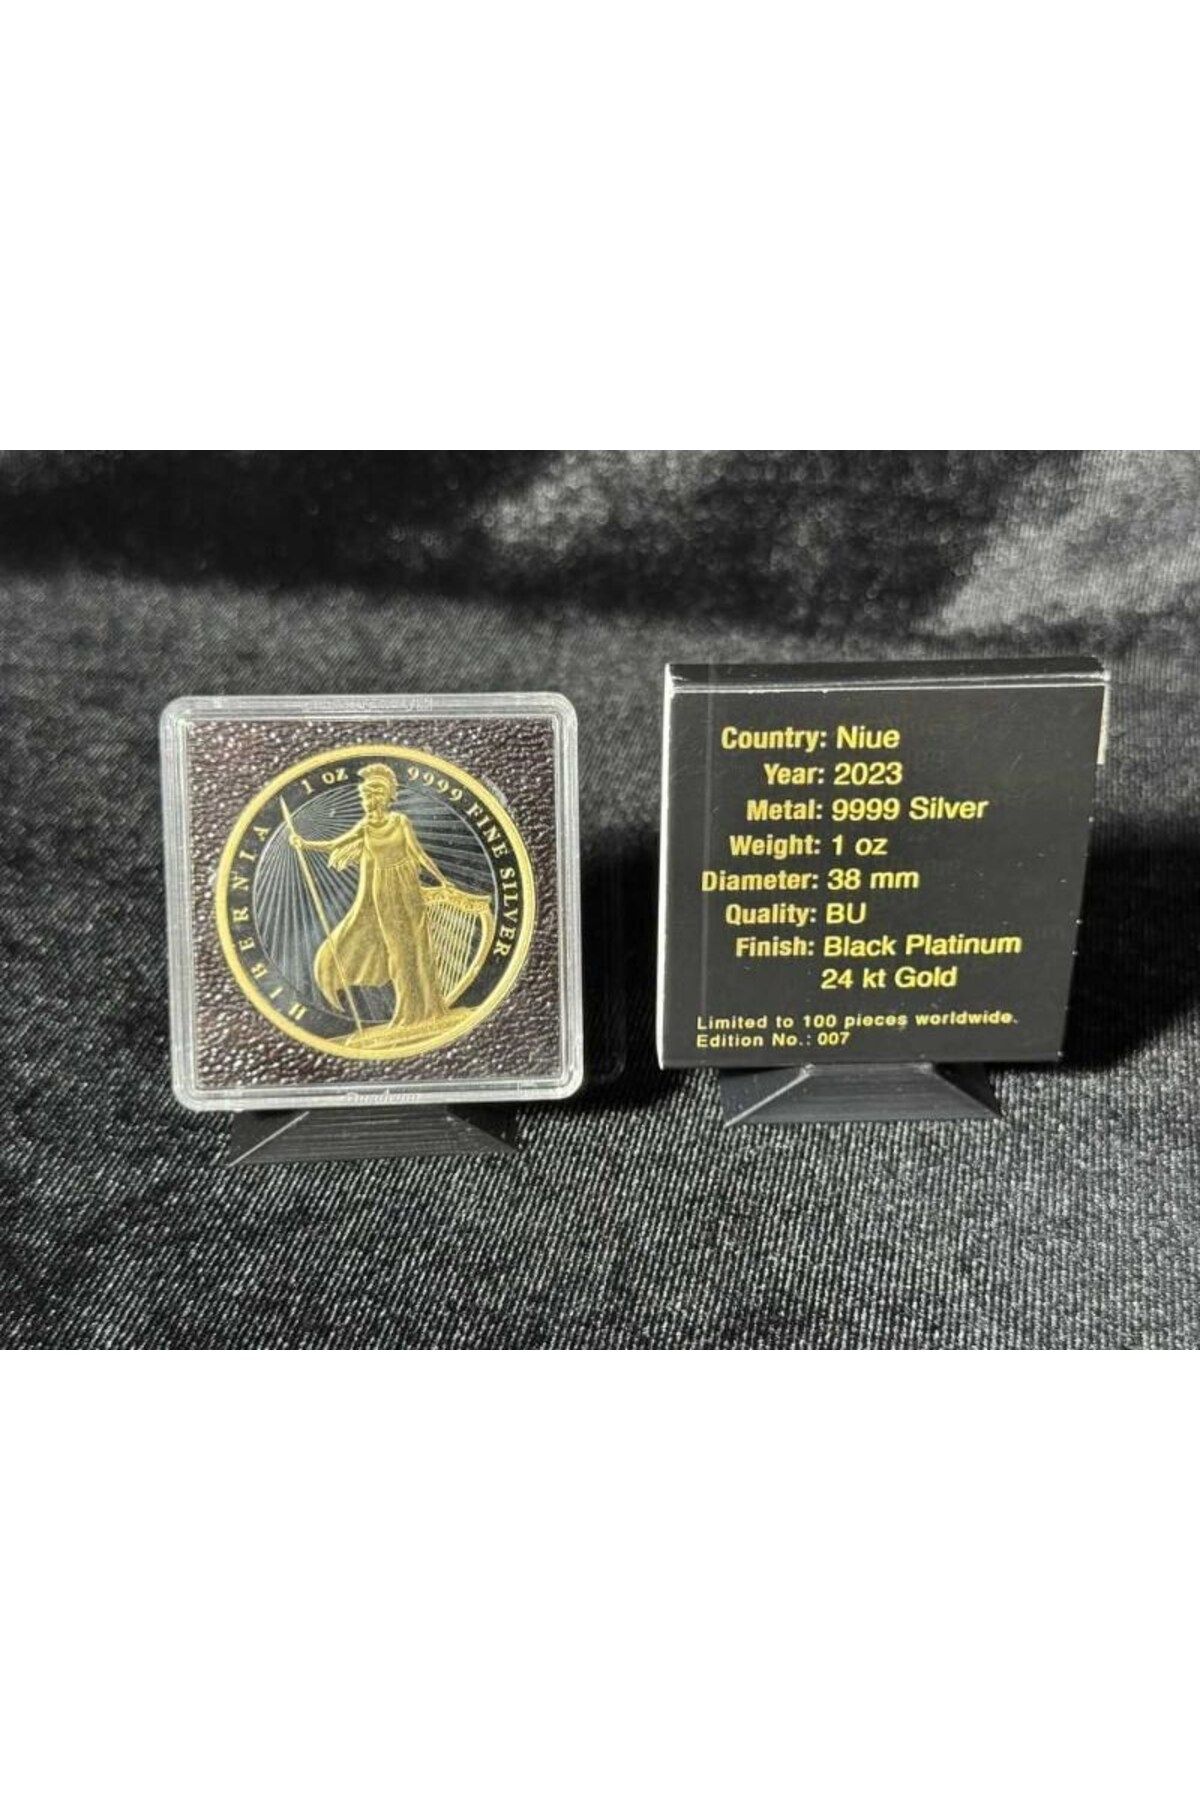 HIBERNIA 1 OZ 9999 FINE SILVER
Country: Niue
Year: 2023
Metal: 9999 Silver
Weight: 1 oz
Diameter: 38 mm
Quality: BU
Finish: Black Platinum
24 kt Gold
Limited to 100 pieces worldwide.
Edition No.: 007